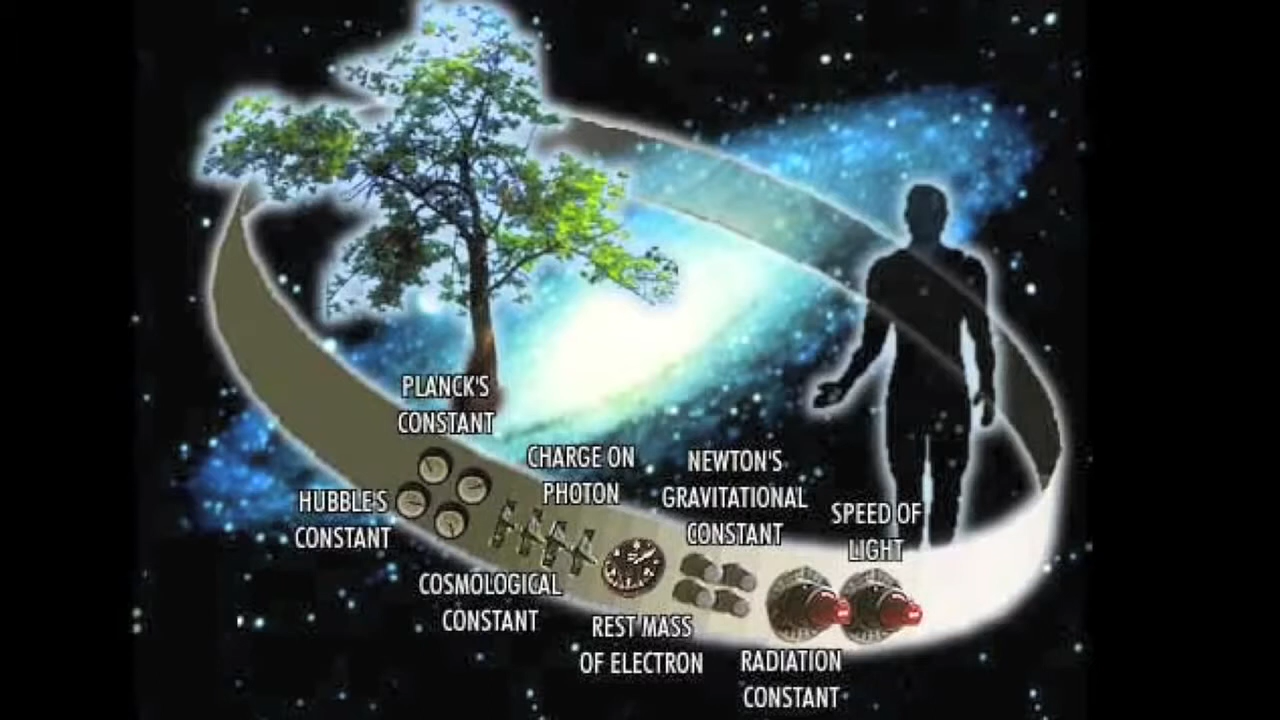 PLANCK'S
CONSTANT
HUBBLE'S
CONSTANT
CHARGE ON
PHOTON
NEWTON'S
GRAVITATIONAL
CONSTANT
SPEED OF
LIGHT
COSMOLOGICAL
CONSTANT
REST MASS
OF ELECTRON
RADIATION
CONSTANT